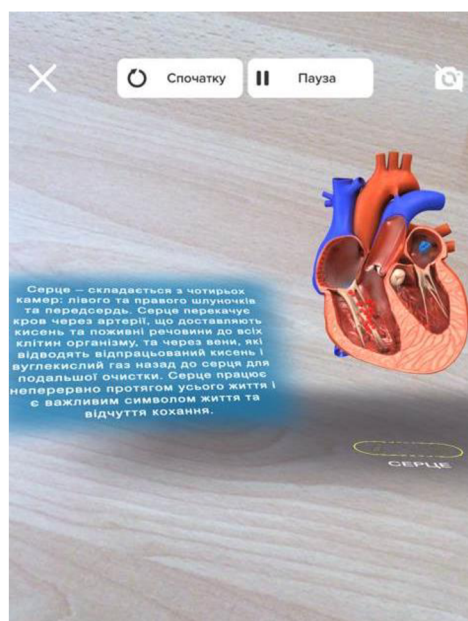 Спочатку
Пауза
Серце – складається з чотирьох
камер: лівого та правого шлуночків
та передсердь. Серце перекачує
кров через артерії, що доставляють
кисень та поживні речовини до всіх
клітин організму, та через вени, які
відводять відпрацьований кисень і
вуглекислий газ назад до серця для
подальшої очистки. Серце працює
неперервно протягом усього життя і
є важливим символом життя та
відчуття кохання.
СЕРЦЕ